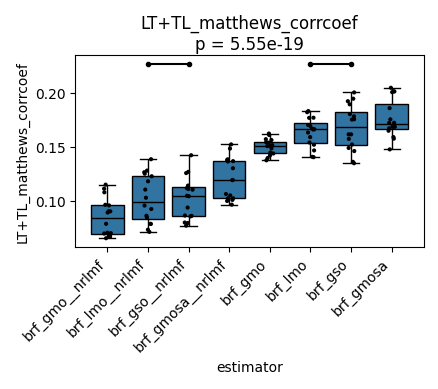 LT+TL_matthews_corrcoef
p = 5.55e-19
LT+TL_matthews_corrcoef
0.20
0.15
0.10
brf_gmo__nrlmf
brf_lmo__nrlmf
brf_gso__nrlmf
brf_gmosa__nrlmf
brf_gmo
brf_lmo
brf_gso
brf_gmosa
estimator